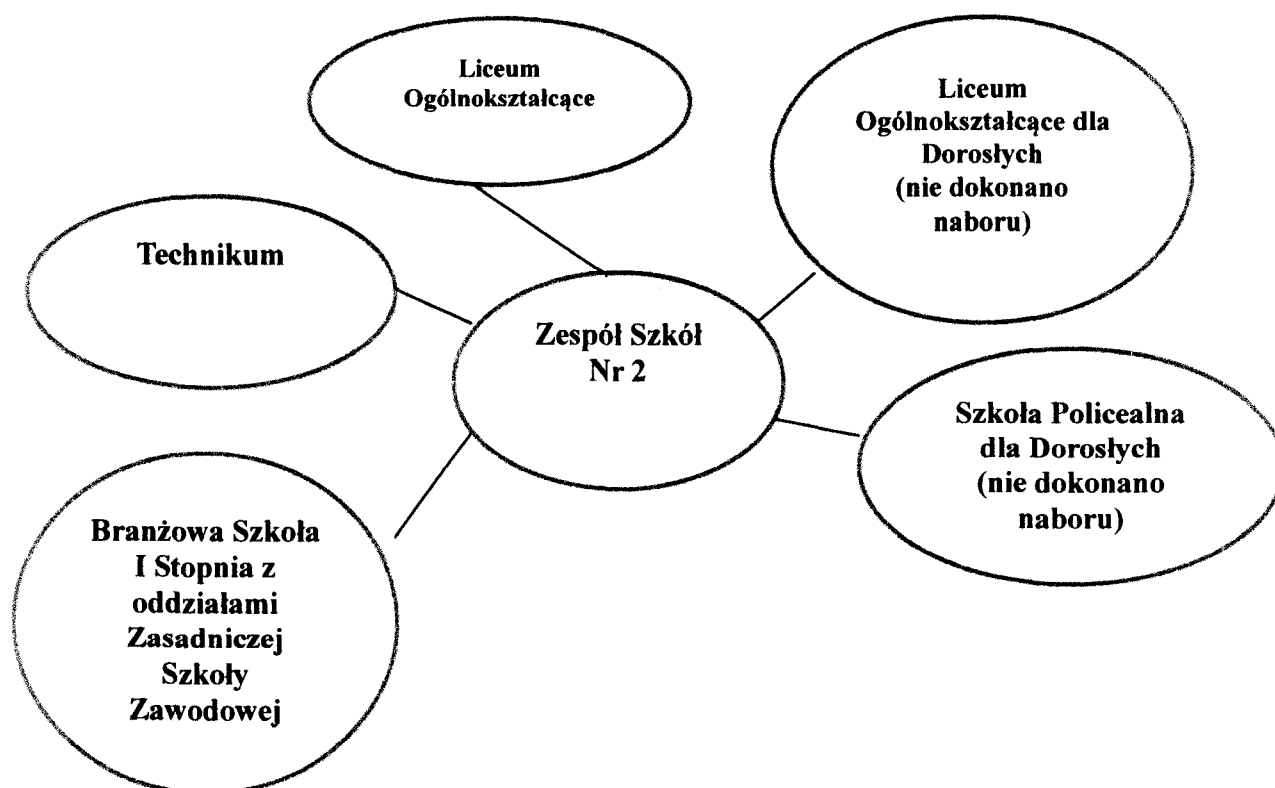 Liceum
Ogólnokształcące
Liceum
Ogólnokształcące dla
Dorosłych
(nie dokonano
naboru)
Technikum
Zespół Szkół
Nr 2
Szkoła Policealna
dla Dorosłych
(nie dokonano
naboru)
Branżowa Szkoła
I Stopnia z
oddziałami
Zasadniczej
Szkoły
Zawodowej